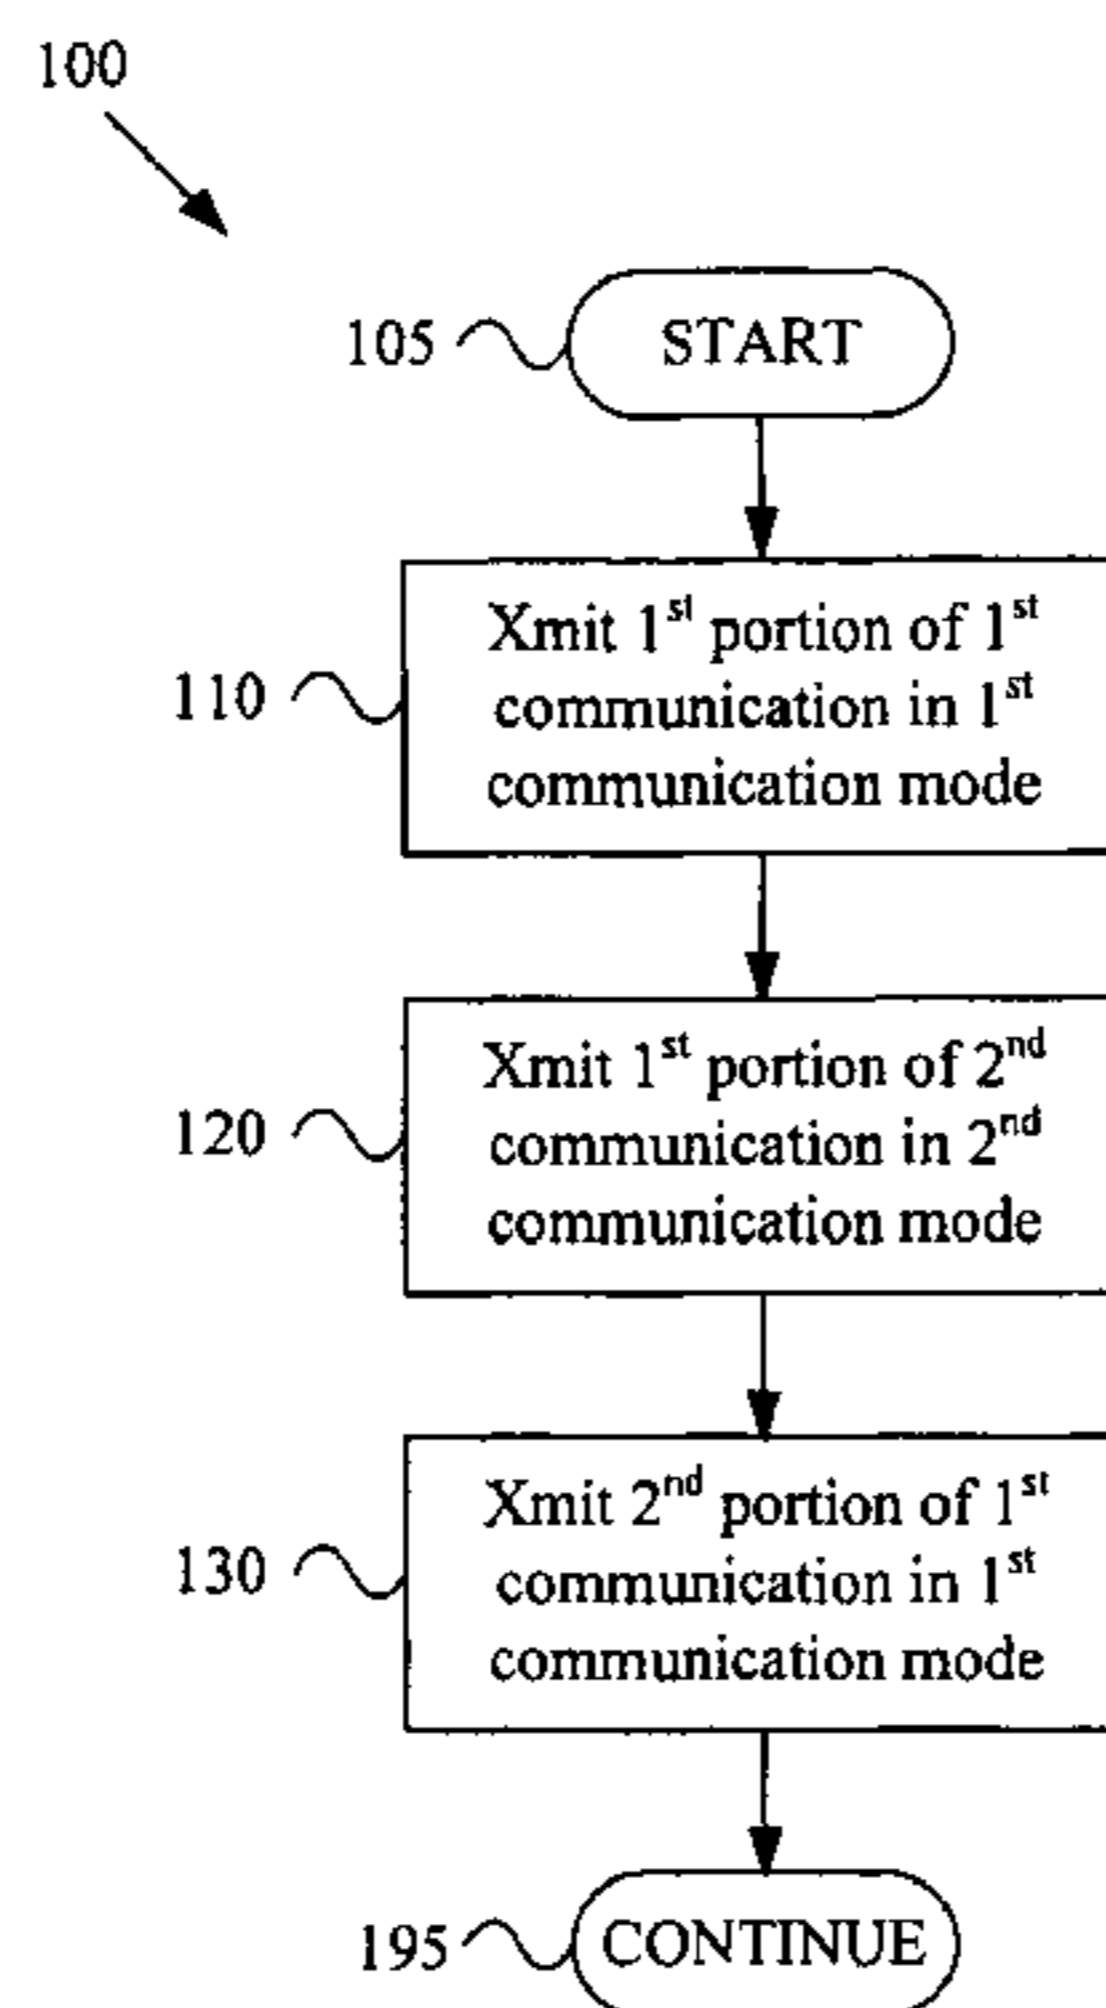 100
105 START
110
Xmit 1st portion of 1st
communication in 1st
communication mode
120
Xmit 1st portion of 2nd
communication in 2nd
communication mode
130
Xmit 2nd portion of 1st
communication in 1st
communication mode
195 CONTINUE